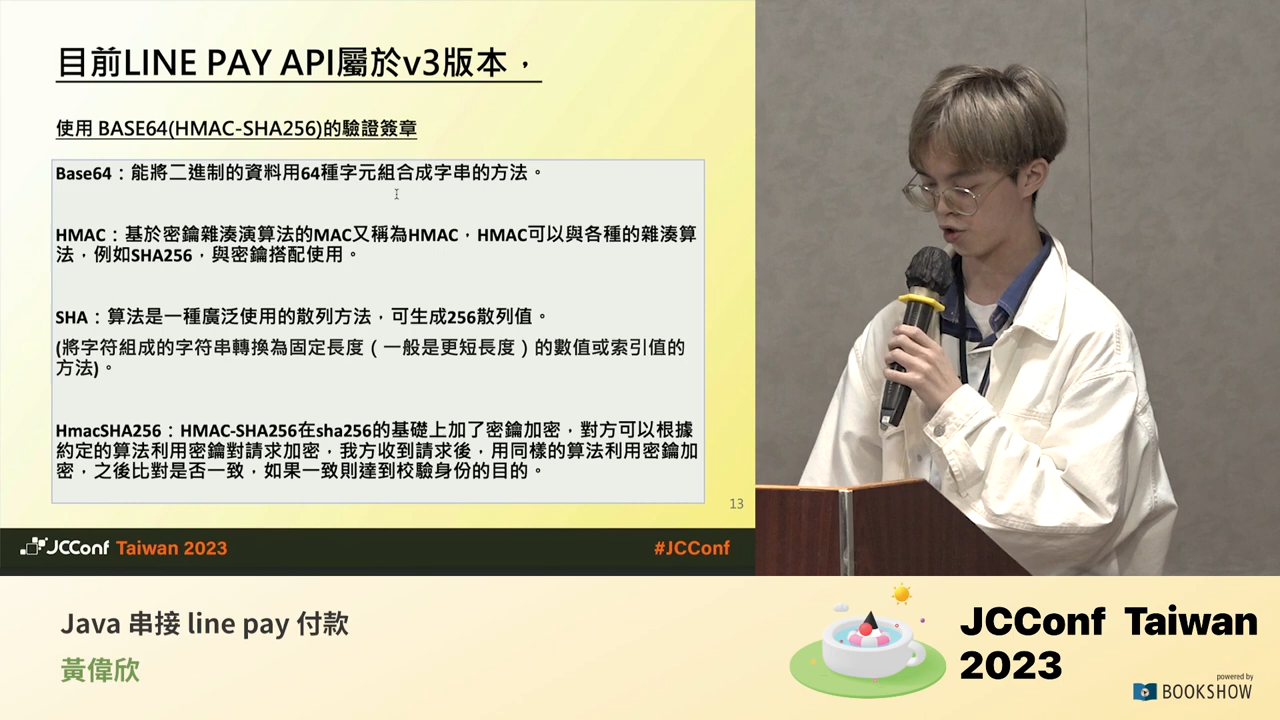 目前LINE PAY API屬於v3版本，
使用 BASE64(HMAC-SHA256)的驗證簽章
Base64：能將二進制的資料用64種字元組合成字串的方法。
HMAC：基於密鑰雜湊演算法的MAC又稱為HMAC，HMAC可以與各種的雜湊算
法，例如SHA256，與密鑰搭配使用。
SHA：算法是一種廣泛使用的散列方法，可生成256散列值。
(將字符組成的字符串轉換為固定長度（一般是更短長度）的數值或索引值的
方法)。
HmacSHA256：HMAC-SHA256在sha256的基礎上加了密鑰加密，對方可以根據
約定的算法利用密鑰對請求加密，我方收到請求後，用同樣的算法利用密鑰加
密，之後比對是否一致，如果一致則達到校驗身份的目的。
13
JCConf Taiwan 2023
#JCConf
Java 串接 line pay 付款
黃偉欣
JCConf Taiwan
2023
powered by
BOOKSHOW